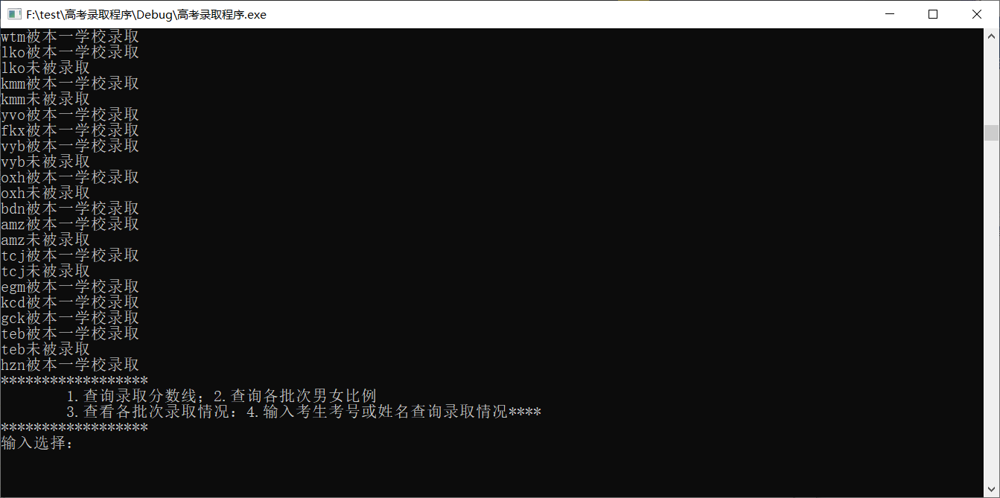 F:\test\高考录取程序\Debug\高考录取程序.exe
wtm被本一学校录取
lko被本一学校录取
lko未被录取
kmm被本一学校录取
kmm未被录取
yvo被本一学校录取
fkx被本一学校录取
vyb被本一学校录取
vyb未被录取
oxh被本一学校录取
oxh未被录取
bdn被本一学校录取
amz被本一学校录取
amz未被录取
tcj被本一学校录取
tcj未被录取
egm被本一学校录取
kcd被本一学校录取
gck被本一学校录取
teb被本一学校录取
teb未被录取
hzn被本一学校录取
******************
1.查询录取分数线；2.查询各批次男女比例
3.查看各批次录取情况：4.输入考生考号或姓名查询录取情况****
******************
输入选择：